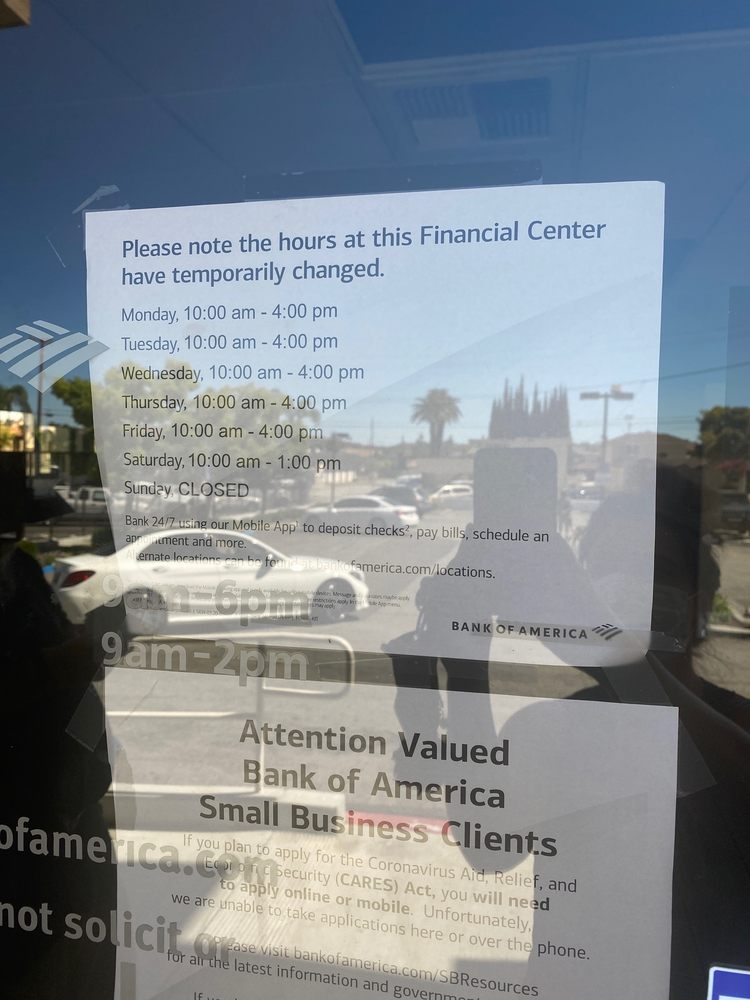 Please note the hours at this Financial Center
have temporarily changed.
Monday, 10:00 am - 4:00 pm
Tuesday, 10:00 am - 4:00 pm
Wednesday, 10:00 am - 4:00 pm
Thursday, 10:00 am - 4:00 pm
Friday, 10:00 am - 4:00 pm
Saturday, 10:00 am - 1:00 pm
Sunday, CLOSED
Bank 24/7 using our Mobile App¹ to deposit checks², pay bills, schedule an
appointment and more.
Alternate locations can be found at bankofamerica.com/locations.
9am-6pm
BANK OF AMERICA
9am-2pm
Attention Valued
Bank of America
Small Business Clients
If you plan to apply for the Coronavirus Aid, Relief, and
Economic Security (CARES) Act, you will need
to apply online or mobile. Unfortunately,
we are unable to take applications here or over the phone.
ofamerica.com
not solicit or
Please visit bankofamerica.com/SBResources
for all the latest information and government
If you